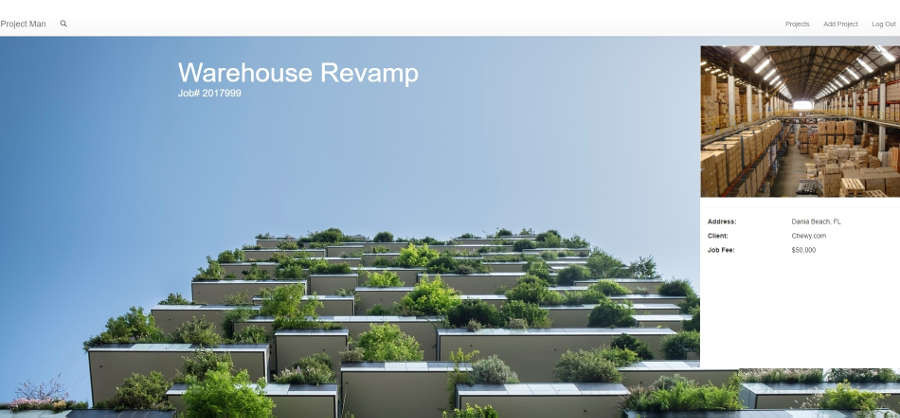 Project Man
Projects Add Project Log Out
Warehouse Revamp
Job# 2017999
Address: Dania Beach, FL
Client: Chewy.com
Job Fee: $50,000